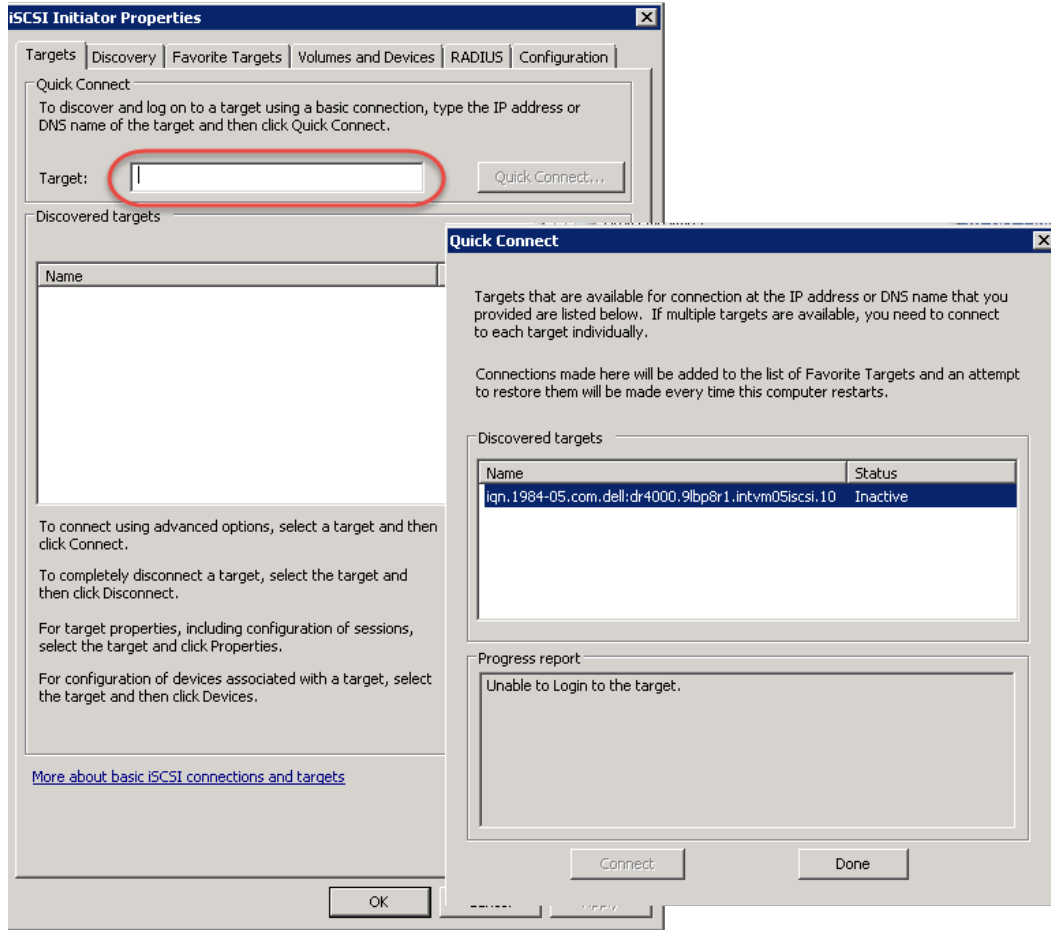 iSCSI Initiator Properties
Targets
Discovery
Favorite Targets
Volumes and Devices
RADIUS
Configuration
Quick Connect
To discover and log on to a target using a basic connection, type the IP address or
DNS name of the target and then click Quick Connect.
Target:
Quick Connect...
Discovered targets
Name
To connect using advanced options, select a target and then
click Connect.
To completely disconnect a target, select the target and
then click Disconnect.
For target properties, including configuration of sessions,
select the target and click Properties.
For configuration of devices associated with a target, select
the target and then click Devices.
More about basic iSCSI connections and targets
OK
Quick Connect
Targets that are available for connection at the IP address or DNS name that you
provided are listed below. If multiple targets are available, you need to connect
to each target individually.
Connections made here will be added to the list of Favorite Targets and an attempt
to restore them will be made every time this computer restarts.
Discovered targets
Name Status
iqn.1984-05.com.dell:dr4000.9lbp8r1.intvm05iscsi.10 Inactive
Progress report
Unable to Login to the target.
Connect
Done